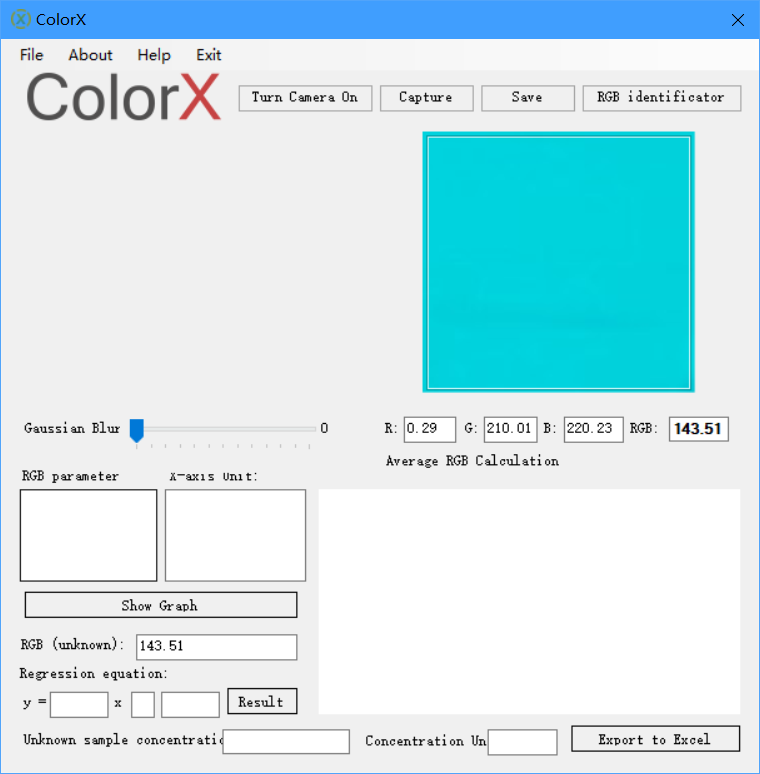 ColorX
File About Help Exit
ColorX
Turn Camera On Capture Save RGB identificator
Gaussian Blur 0 R: 0.29 G: 210.01 B: 220.23 RGB: 143.51
Average RGB Calculation
RGB parameter X-axis Unit:
Show Graph
RGB (unknown): 143.51
Regression equation:
y = x Result
Unknown sample concentratio Concentration Un Export to Excel